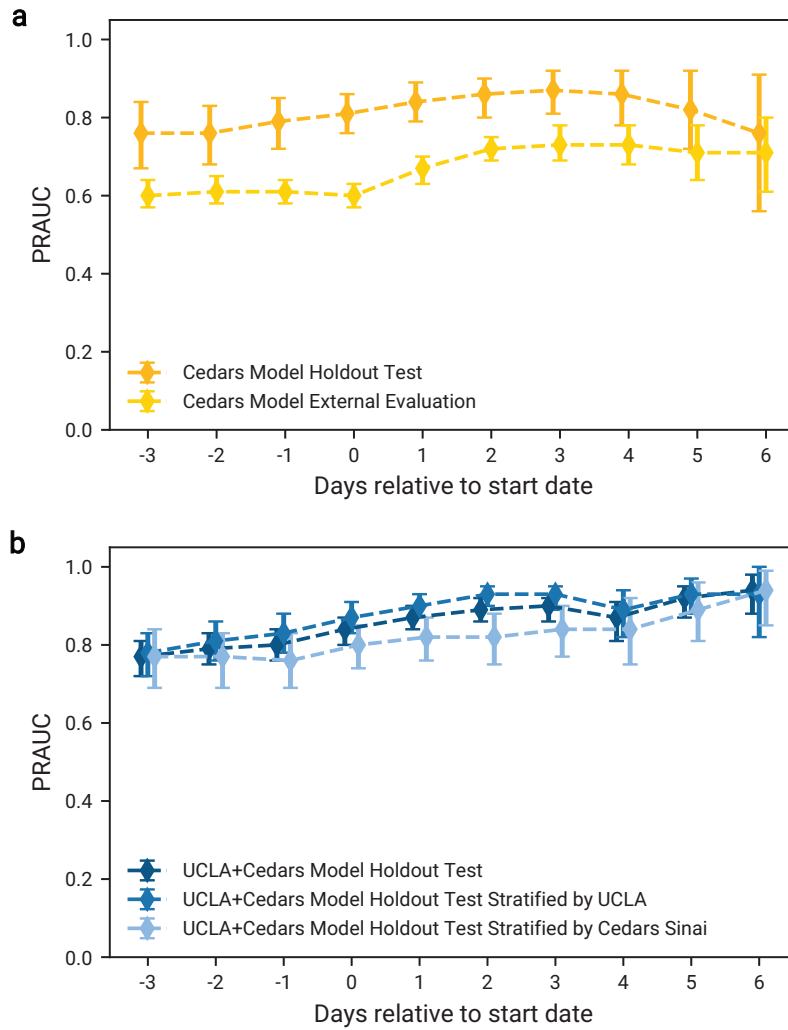 a
1.0
0.8
0.6
0.4
0.2
0.0
PRAUC
Cedars Model Holdout Test
Cedars Model External Evaluation
-3 -2 -1 0 1 2 3 4 5 6
Days relative to start date
b
1.0
0.8
0.6
0.4
0.2
0.0
PRAUC
UCLA+Cedars Model Holdout Test
UCLA+Cedars Model Holdout Test Stratified by UCLA
UCLA+Cedars Model Holdout Test Stratified by Cedars Sinai
-3 -2 -1 0 1 2 3 4 5 6
Days relative to start date